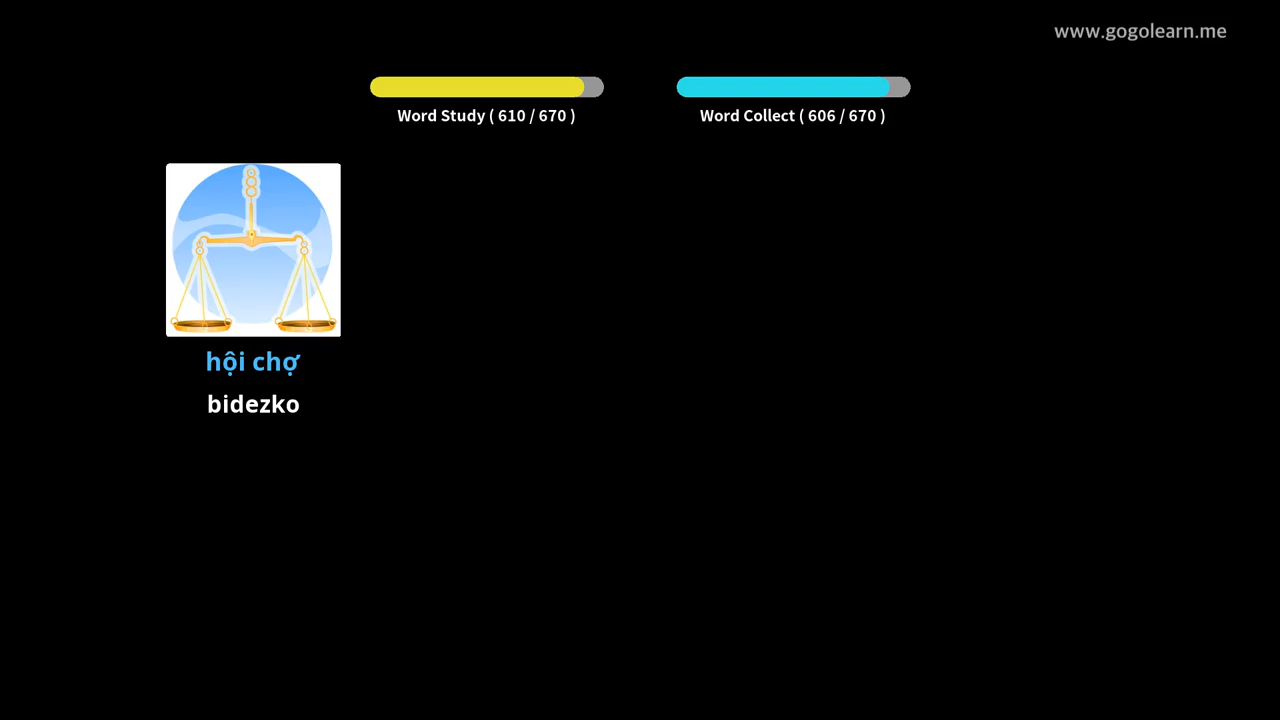 www.gogolearn.me
Word Study ( 610 / 670 )
Word Collect ( 606 / 670 )
hội chợ
bidezko